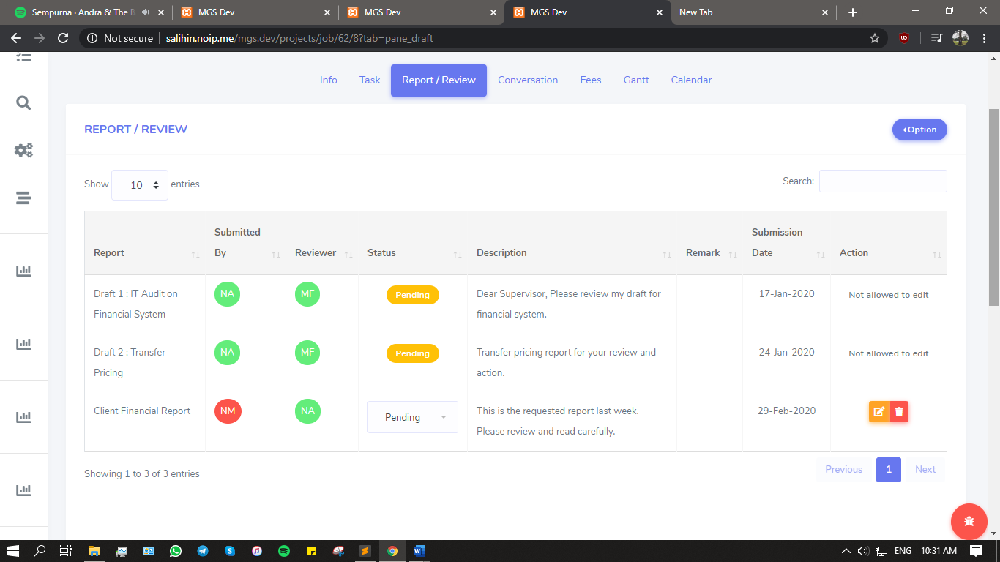 Sempurna · Andra & The B
MGS Dev
MGS Dev
MGS Dev
New Tab
Not secure
salihin.noip.me/mgs.dev/projects/job/62/8?tab=pane_draft
Info
Task
Report / Review
Conversation
Fees
Gantt
Calendar
REPORT / REVIEW
Option
Show 10 entries
Search:
Report
Submitted By
Reviewer
Status
Description
Remark
Submission Date
Action
Draft 1 : IT Audit on
Financial System
NA
MF
Pending
Dear Supervisor, Please review my draft for
financial system.
17-Jan-2020
Not allowed to edit
Draft 2 : Transfer
Pricing
NA
MF
Pending
Transfer pricing report for your review and
action.
24-Jan-2020
Not allowed to edit
Client Financial Report
NM
NA
Pending
This is the requested report last week.
Please review and read carefully.
29-Feb-2020
Showing 1 to 3 of 3 entries
Previous
1
Next
ENG
10:31 AM